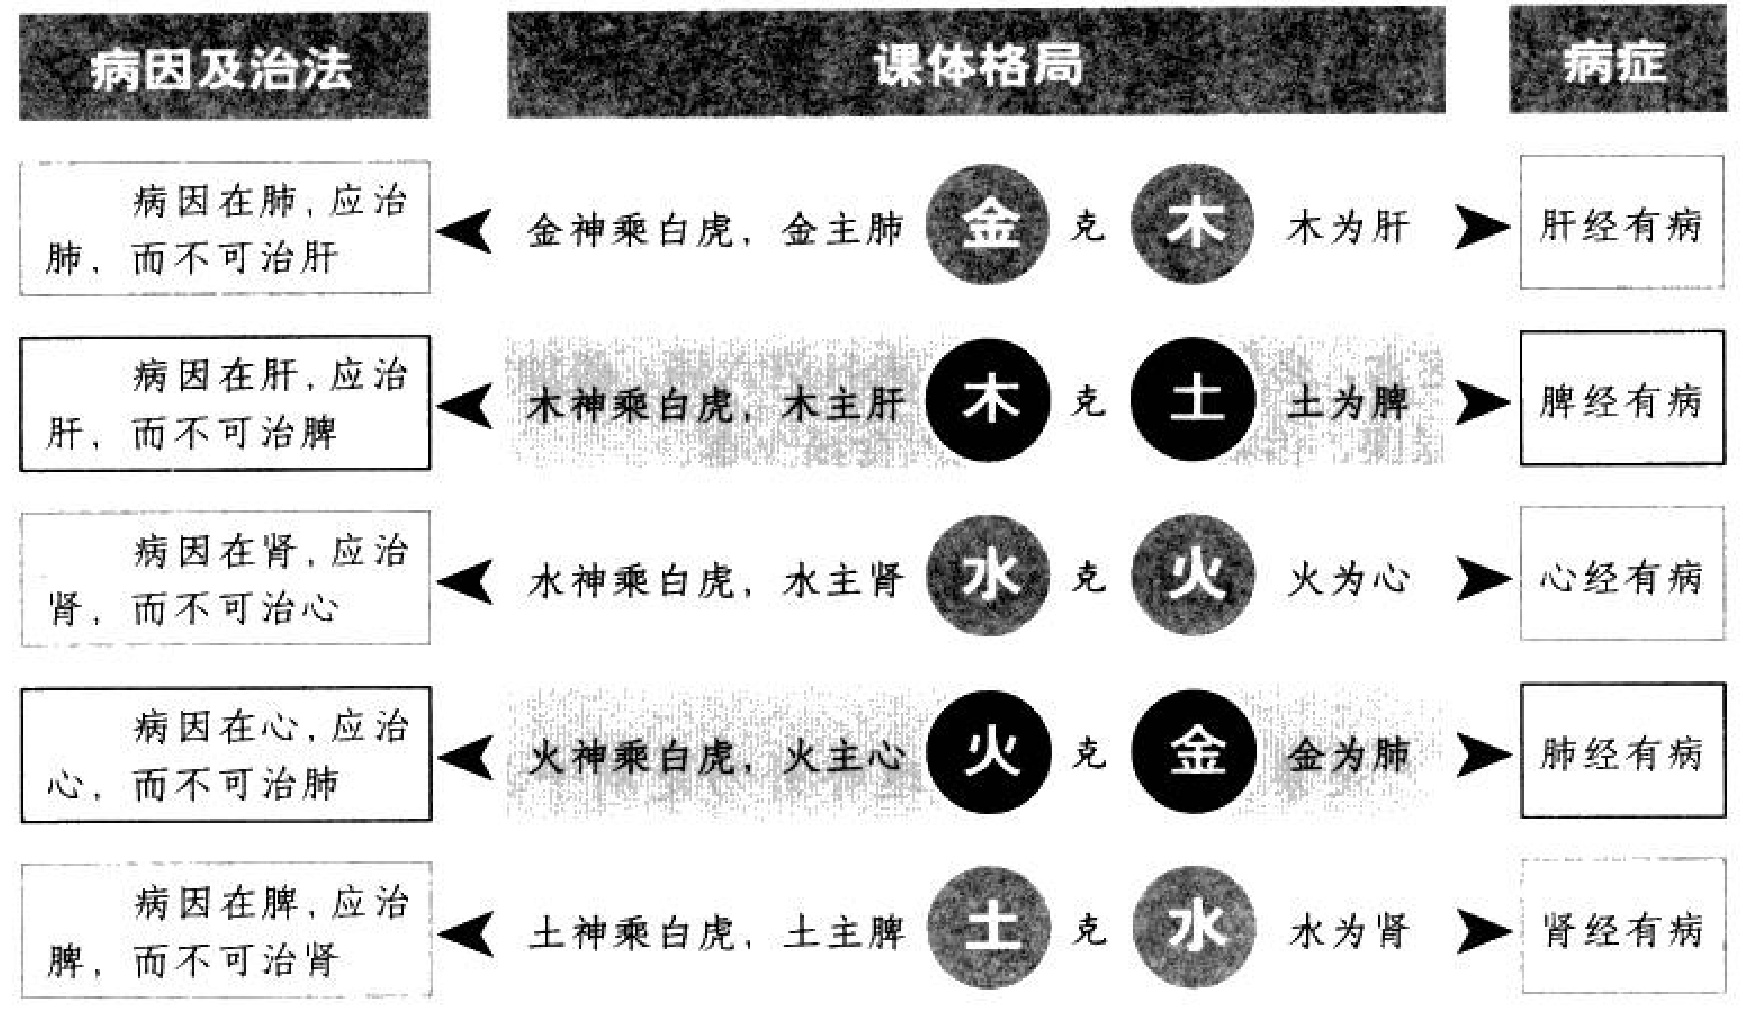 病因及治法 课体格局 病症
病因在肺，应治
肺，而不可治肝
金神乘白虎，金主肺 金 克 木 木为肝 肝经有病
病因在肝，应治
肝，而不可治脾
木神乘白虎，木主肝 木 克 土 土为脾 脾经有病
病因在肾，应治
肾，而不可治心
水神乘白虎，水主肾 水 克 火 火为心 心经有病
病因在心，应治
心，而不可治肺
火神乘白虎，火主心 火 克 金 金为肺 肺经有病
病因在脾，应治
脾，而不可治肾
土神乘白虎，土主脾 土 克 水 水为肾 肾经有病